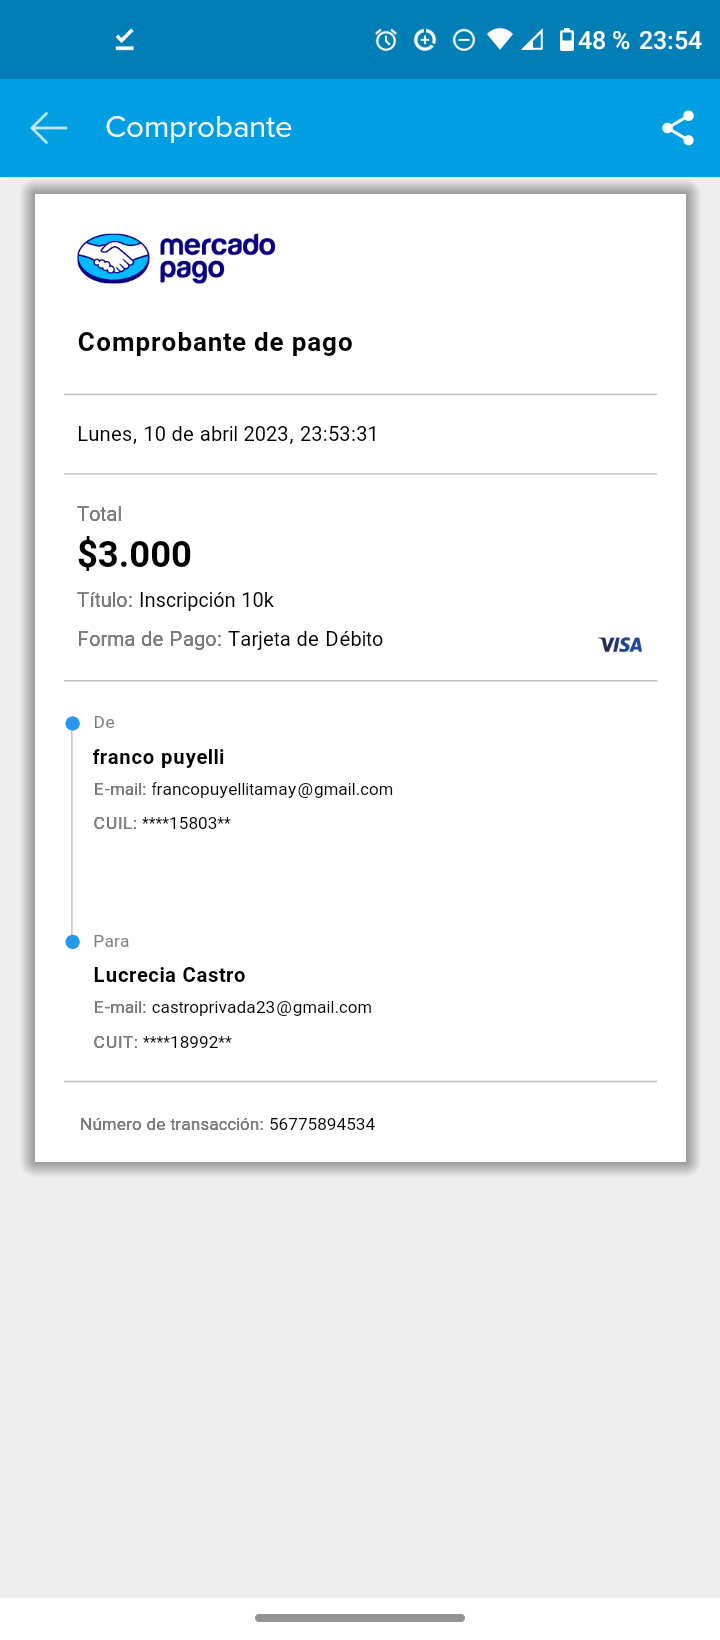 48 % 23:54
Comprobante
mercado
pago
Comprobante de pago
Lunes, 10 de abril 2023, 23:53:31
Total
$3.000
Título: Inscripción 10k
Forma de Pago: Tarjeta de Débito
VISA
De
franco puyelli
E-mail: francopuyellitamay@gmail.com
CUIL: ****15803**
Para
Lucrecia Castro
E-mail: castroprivada23@gmail.com
CUIT: ****18992**
Número de transacción: 56775894534